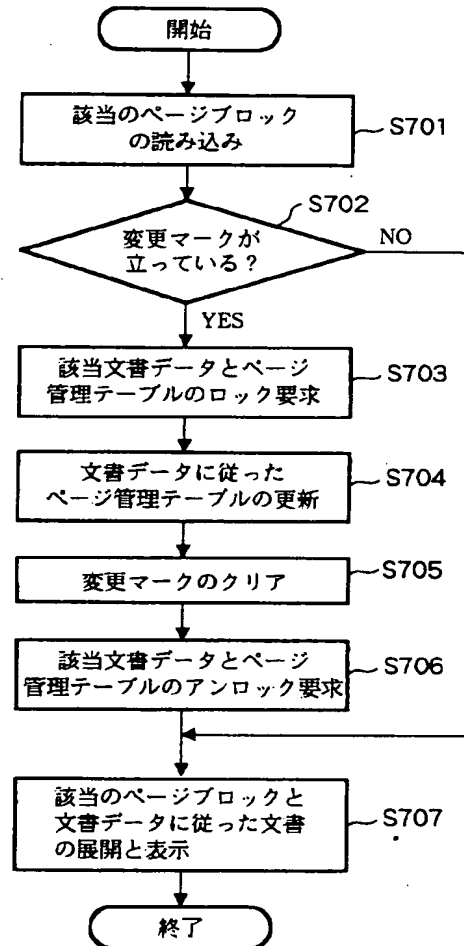 開始
該当のページブロック
の読み込み
S701
S702
変更マークが
立っている?
NO
YES
該当文書データとページ
管理テーブルのロック要求
S703
文書データに従った
ページ管理テーブルの更新
S704
変更マークのクリア
S705
該当文書データとページ
管理テーブルのアンロック要求
S706
該当のページブロックと
文書データに従った文書
の展開と表示
S707
終了